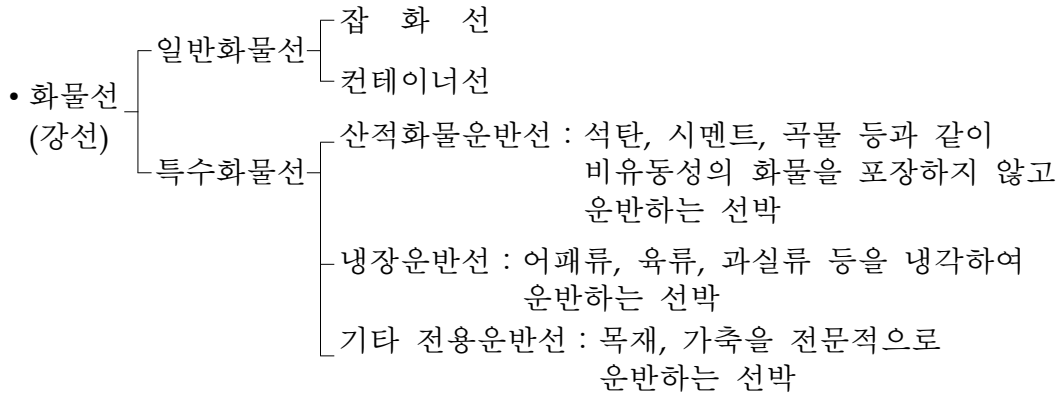 잡 화 선
일반화물선
컨테이너선
• 화물선
(강선)
산적화물운반선 : 석탄, 시멘트, 곡물 등과 같이
특수화물선
비유동성의 화물을 포장하지 않고
운반하는 선박
냉장운반선 : 어패류, 육류, 과실류 등을 냉각하여
운반하는 선박
기타 전용운반선 : 목재, 가축을 전문적으로
운반하는 선박